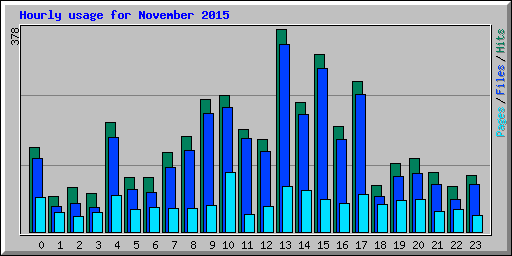 Hourly usage for November 2015
378
Pages / Files / Hits
0 1 2 3 4 5 6 7 8 9 10 11 12 13 14 15 16 17 18 19 20 21 22 23